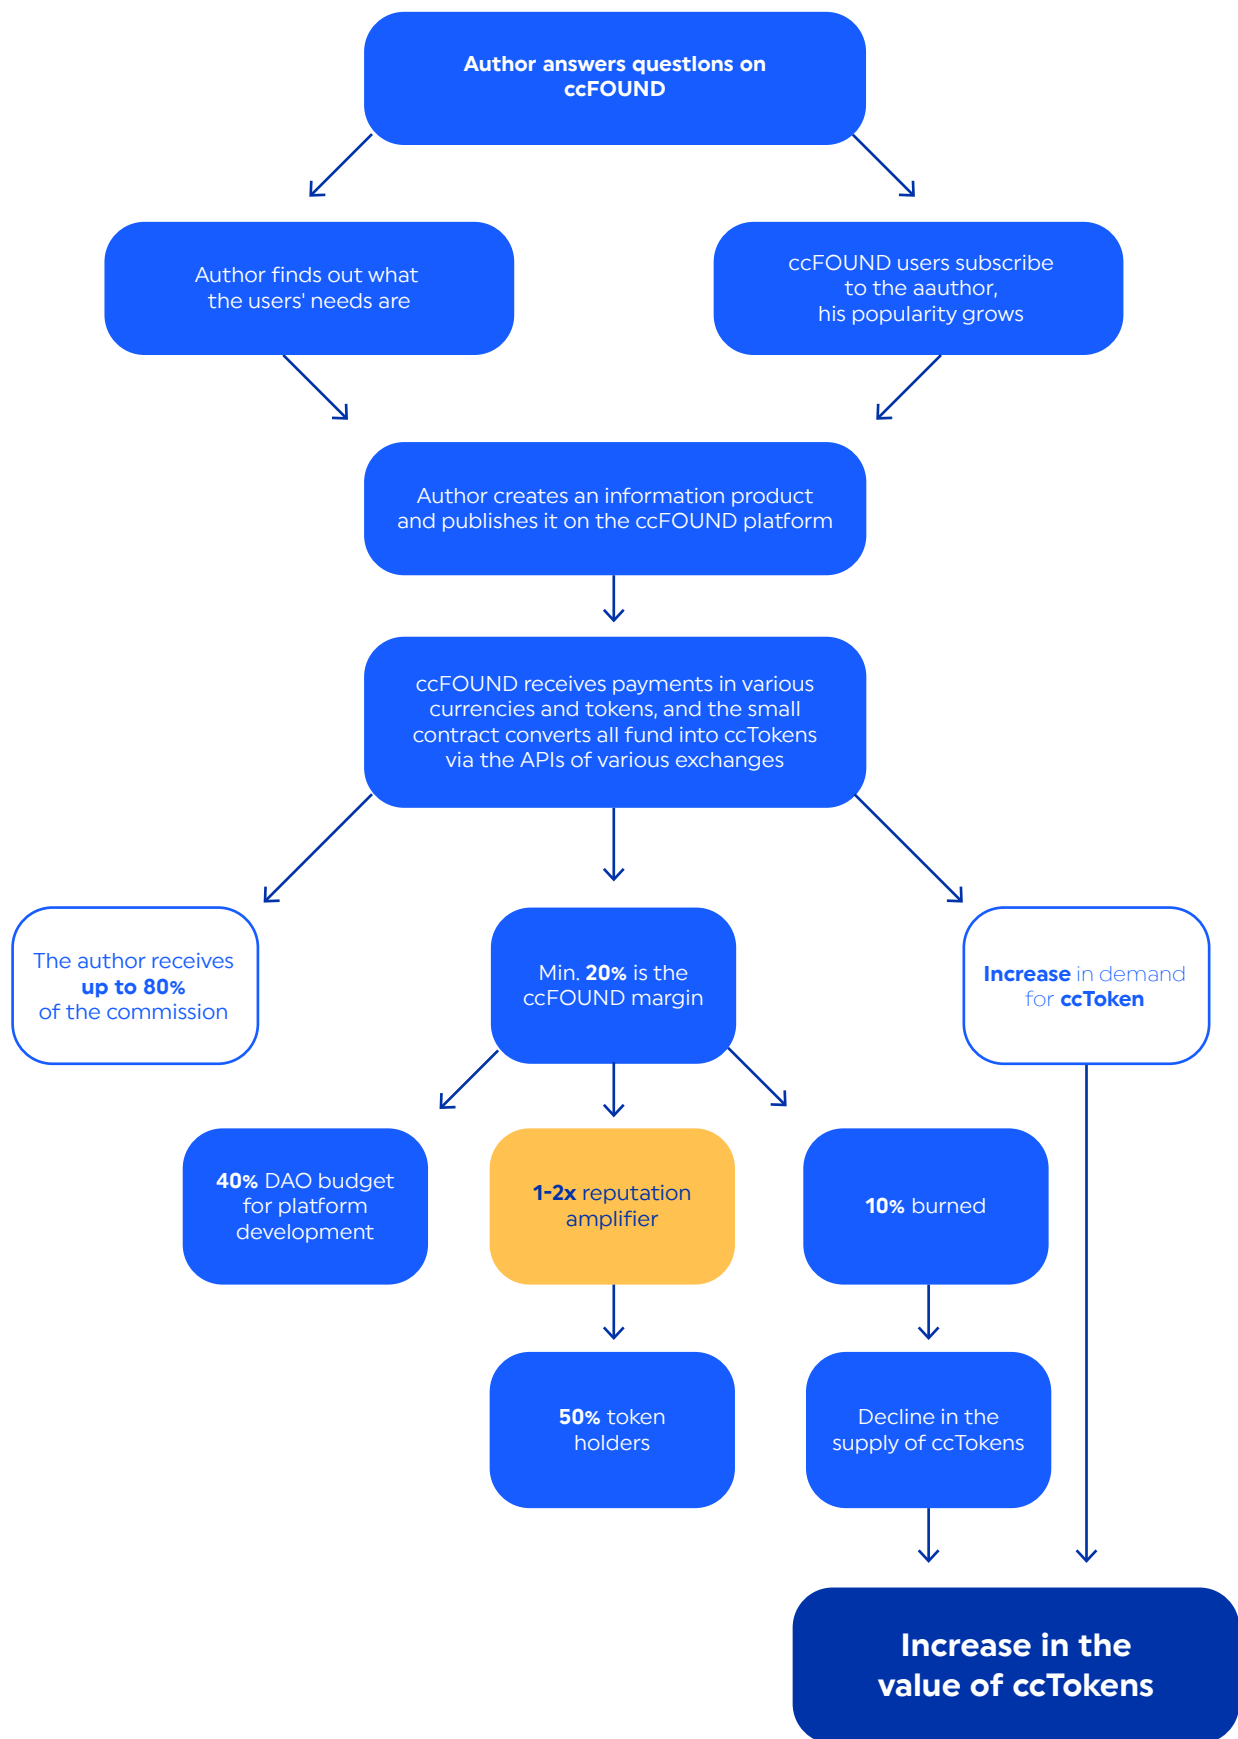 Author answers questions on
ccFOUND
Author finds out what
the users' needs are
ccFOUND users subscribe
to the aauthor,
his popularity grows
Author creates an information product
and publishes it on the ccFOUND platform
ccFOUND receives payments in various
currencies and tokens, and the small
contract converts all fund into ccTokens
via the APIs of various exchanges
The author receives
up to 80%
of the commission
Min. 20% is the
ccFOUND margin
Increase in demand
for ccToken
40% DAO budget
for platform
development
1-2x reputation
amplifier
10% burned
50% token
holders
Decline in the
supply of ccTokens
Increase in the
value of ccTokens